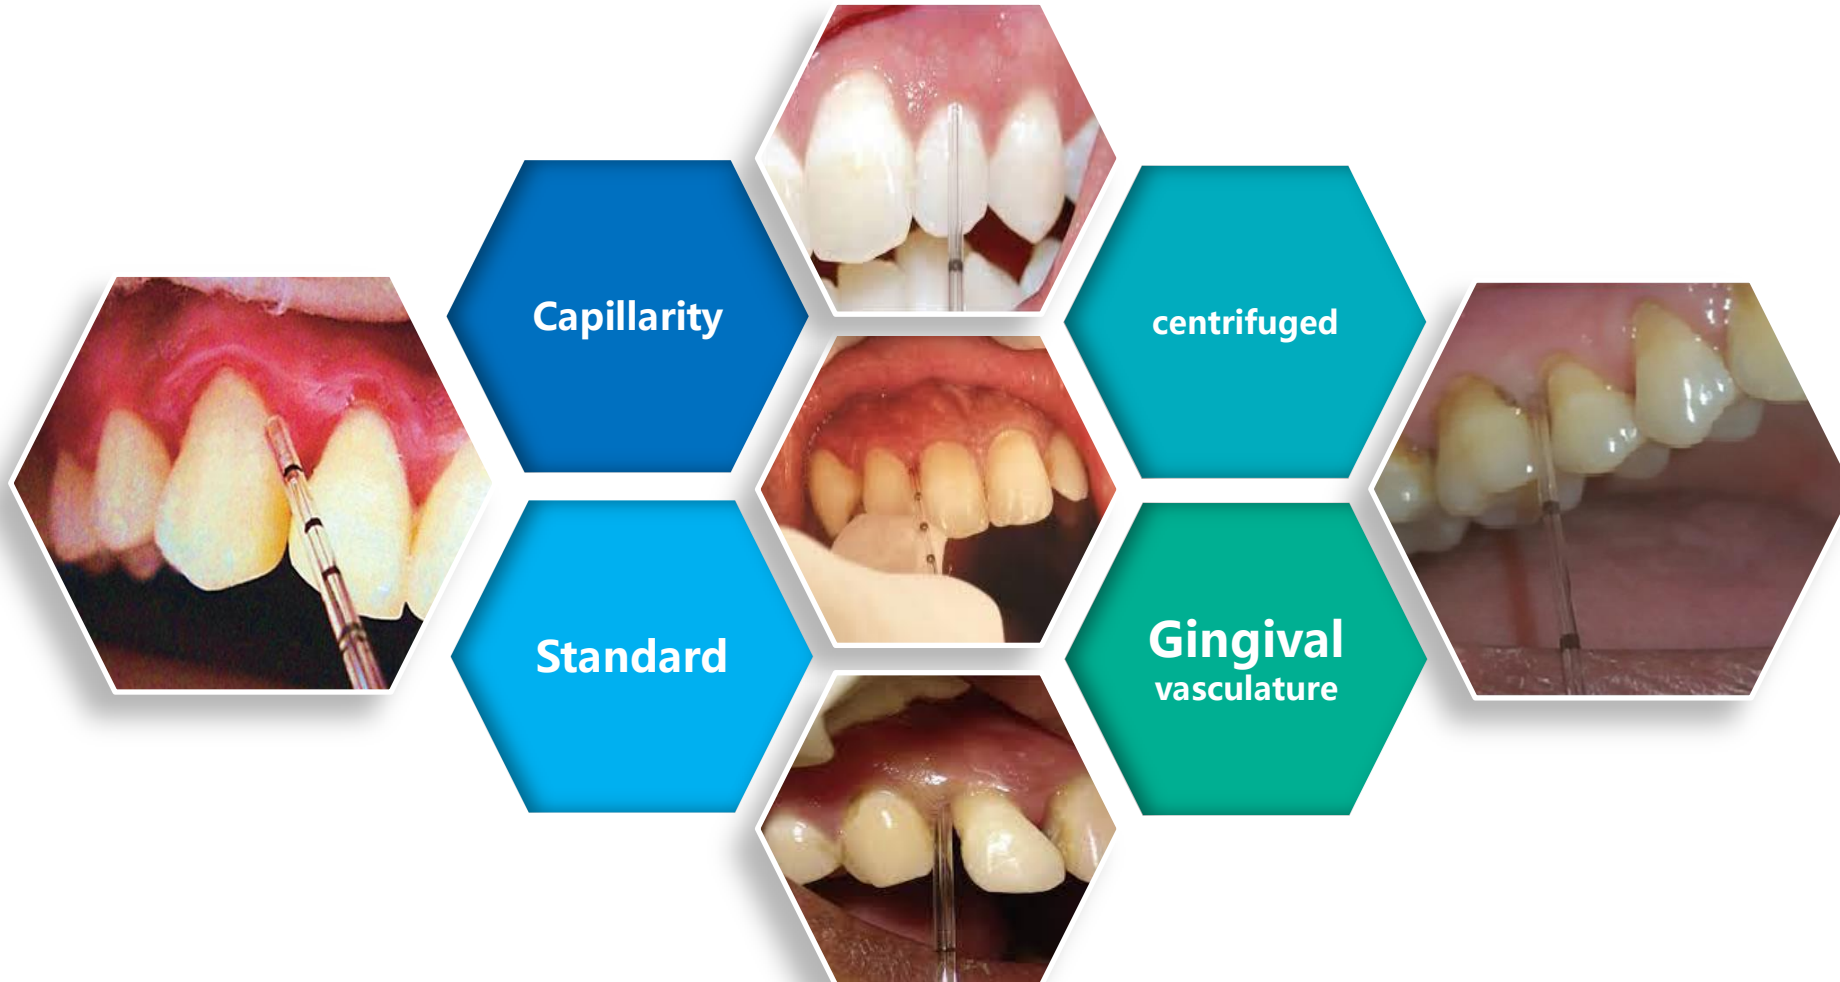 Capillarity
centrifuged
Standard
Gingival
vasculature